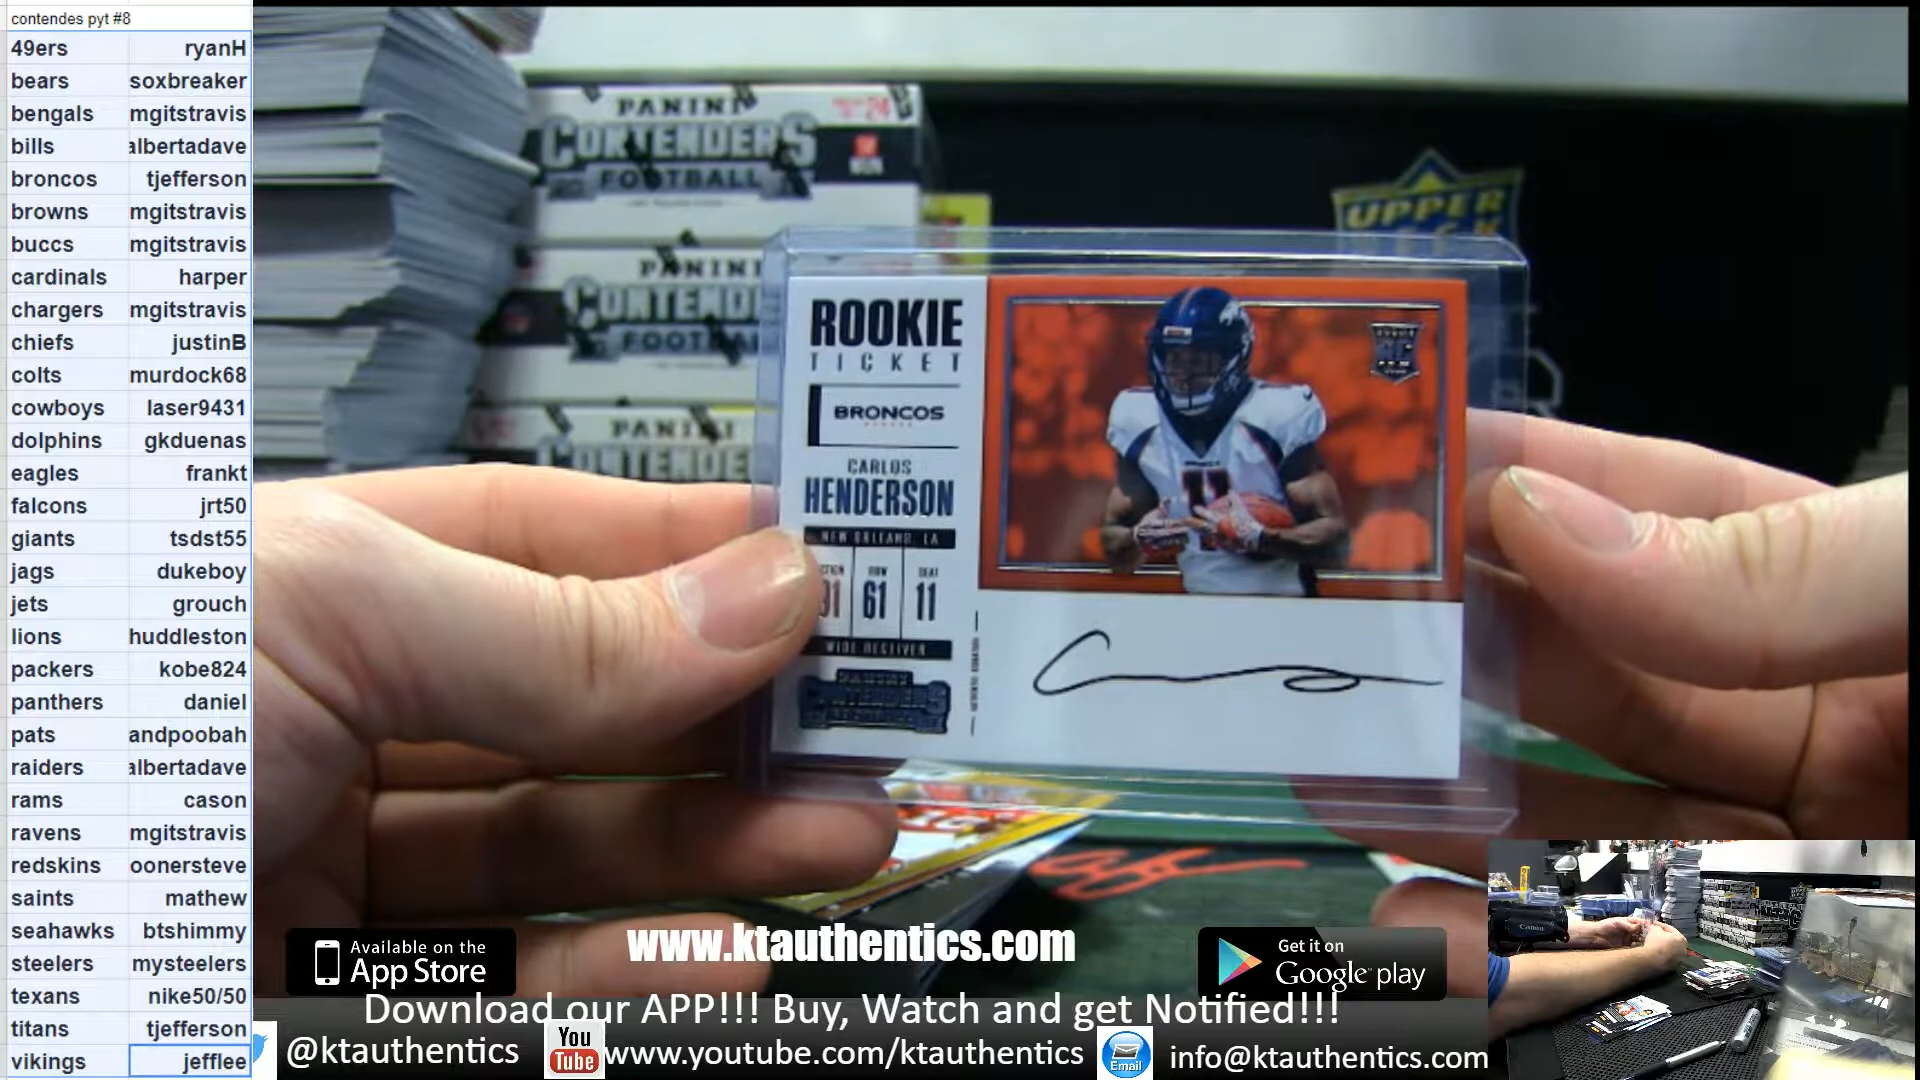 contendes pyt #8
49ers ryanH
bears soxbreaker
bengals mgitstravis
bills albertadave
broncos tjefferson
browns mgitstravis
buccs mgitstravis
cardinals harper
chargers mgitstravis
chiefs justinB
colts murdock68
cowboys laser9431
dolphins gkduenas
eagles frankt
falcons jrt50
giants tsdst55
jags dukeboy
jets grouch
lions huddleston
packers kobe824
panthers daniel
pats andpoobah
raiders albertadave
rams cason
ravens mgitstravis
redskins oonersteve
saints mathew
seahawks btshimmy
steelers mysteelers
texans nike50/50
titans tjefferson
vikings jefflee
PANINI
CONTENDERS
FOOTBALL
PANINI
CONTEND
FOOTBA
PANINI
CONTENDE
UPPER
ROOKIE
TICKET
BRONCOS
CARLOS
HENDERSON
NEW ORLEANS, LA
ROW SEAT
61 11
WIDE RECEIVER
PANINI
CONTENDERS
Available on the
App Store
www.ktauthentics.com
Get it on
Google play
Download our APP!!! Buy, Watch and get Notified!!!
@ktauthentics
You
Tube
www.youtube.com/ktauthentics
Email
info@ktauthentics.com
Canon